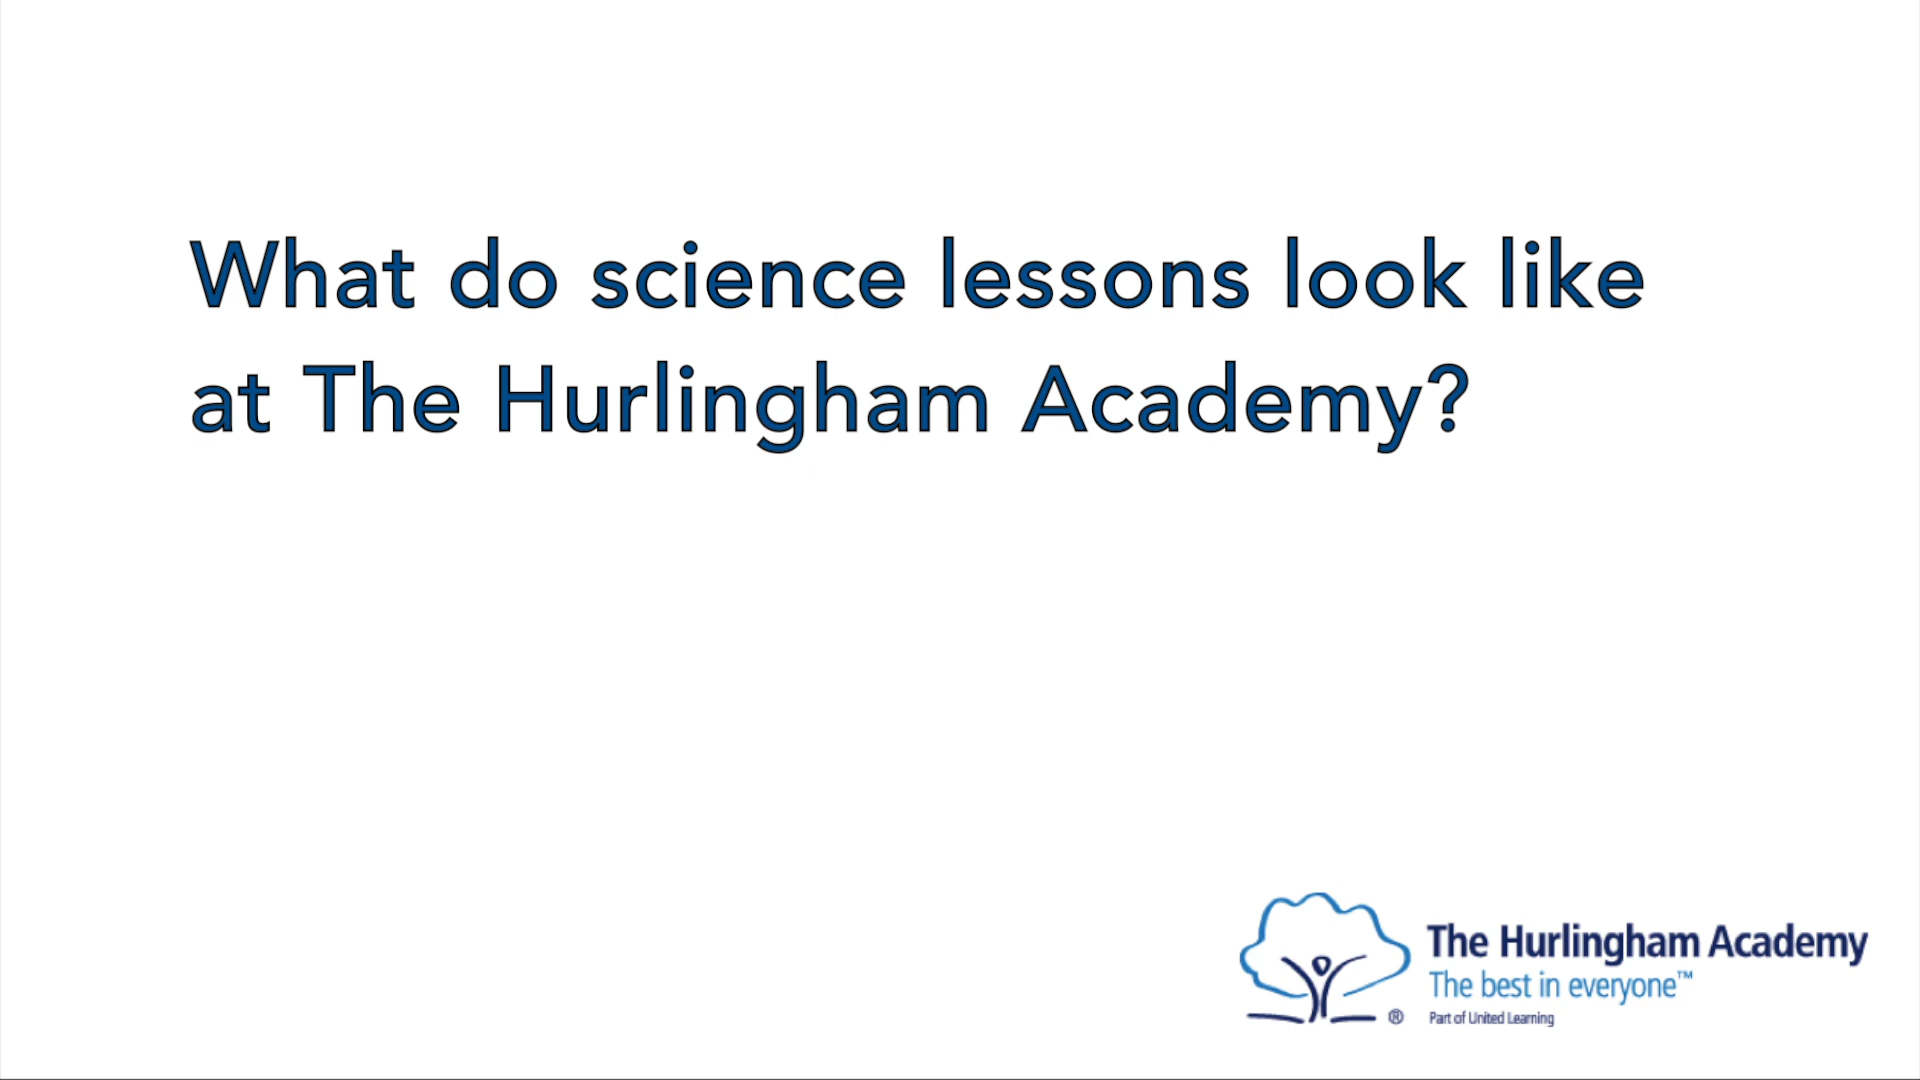 What do science lessons look like
at The Hurlingham Academy?
The Hurlingham Academy
The best in everyone™
® Part of United Learning